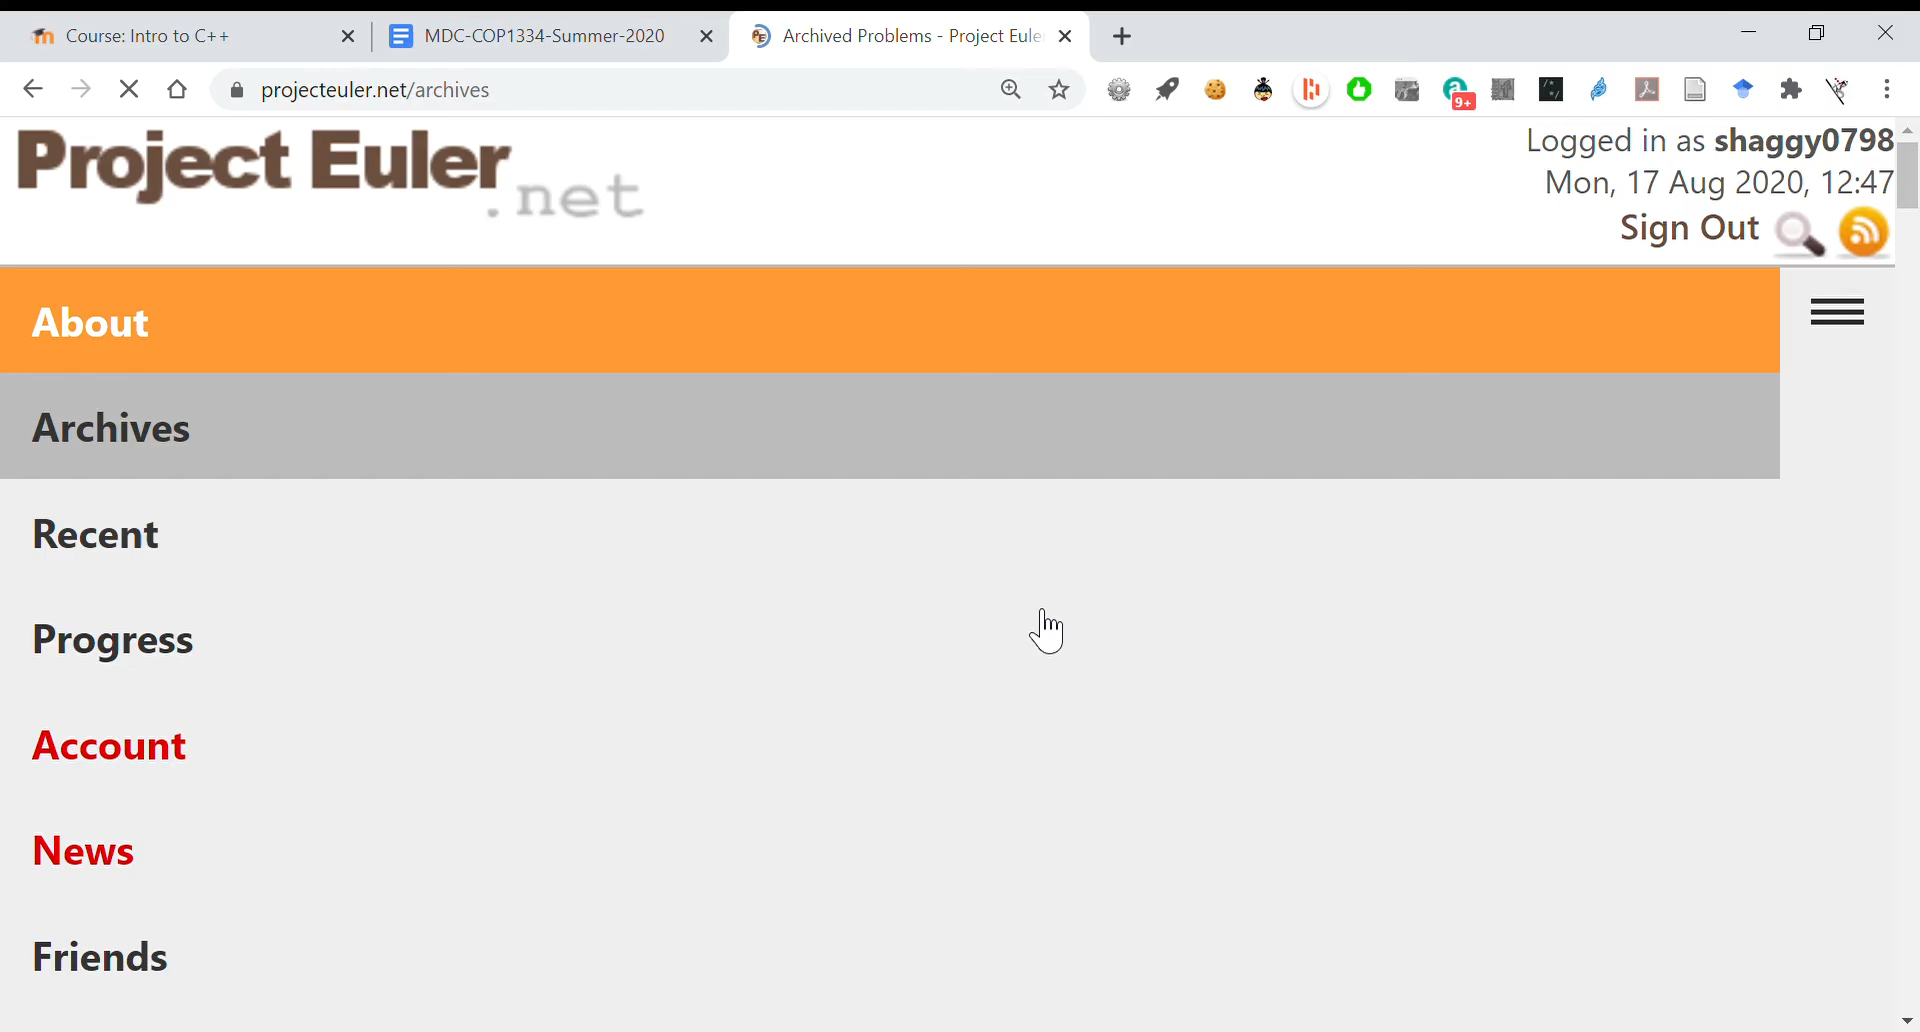 Course: Intro to C++
MDC-COP1334-Summer-2020
Archived Problems - Project Eule
projecteuler.net/archives
9+
Project Euler
.net
Logged in as shaggy0798
Mon, 17 Aug 2020, 12:47
Sign Out
About
Archives
Recent
Progress
Account
News
Friends